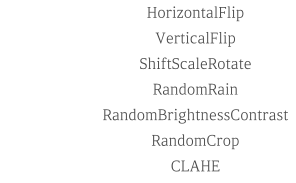 HorizontalFlip
VerticalFlip
ShiftScaleRotate
RandomRain
RandomBrightnessContrast
RandomCrop
CLAHE